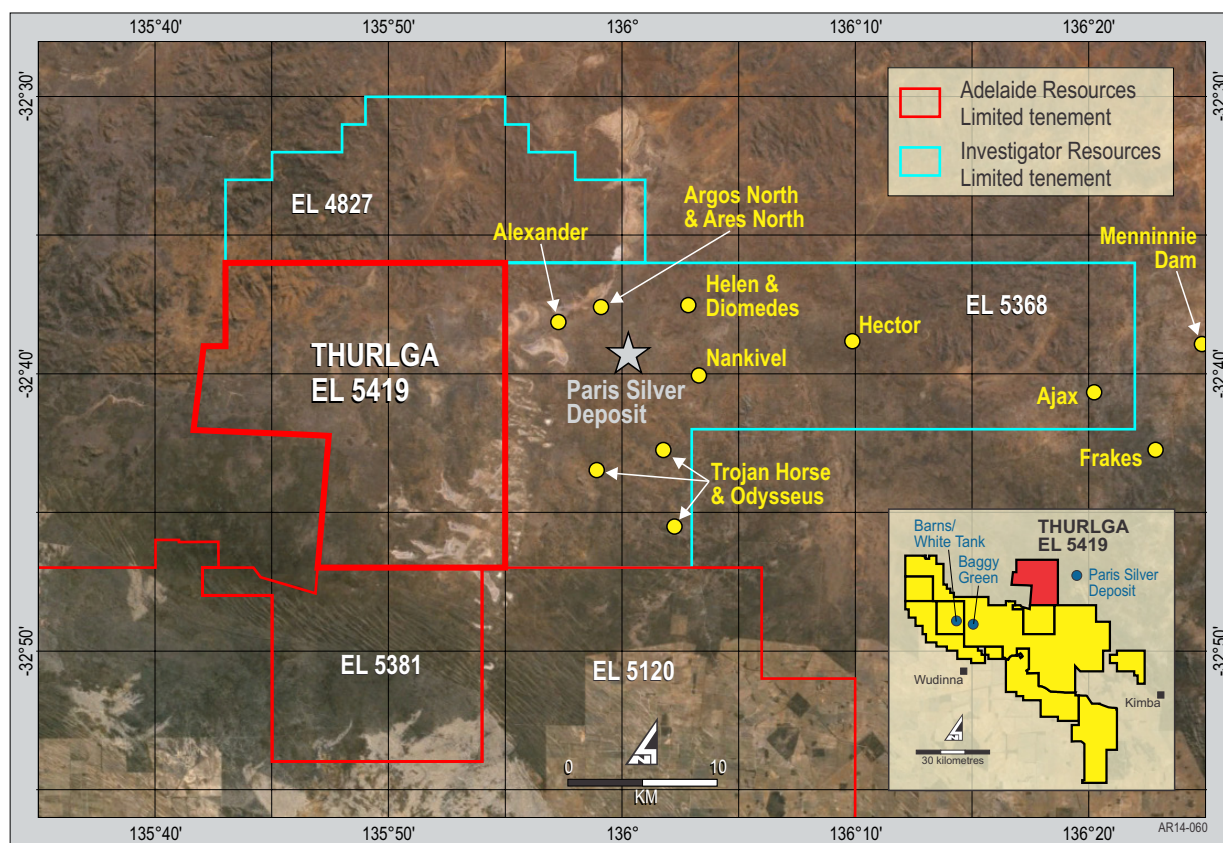 135°40'
135°50'
136°
136°10'
136°20'
-32°30'
-32°30'
Adelaide Resources
Limited tenement
Investigator Resources
Limited tenement
EL 4827
Argos North
& Ares North
Alexander
Menninnie
Dam
Helen &
Diomedes
EL 5368
Hector
THURLGA
EL 5419
Nankivel
-32°40'
-32°40'
Paris Silver
Deposit
Ajax
Trojan Horse
& Odysseus
Frakes
Barns/
White Tank
THURLGA
EL 5419
Baggy
Green
Paris Silver
Deposit
Wudinna
Kimba
N
30 kilometres
-32°50'
-32°50'
EL 5381
EL 5120
N
0 10
KM
AR14-060
135°40'
135°50'
136°
136°10'
136°20'